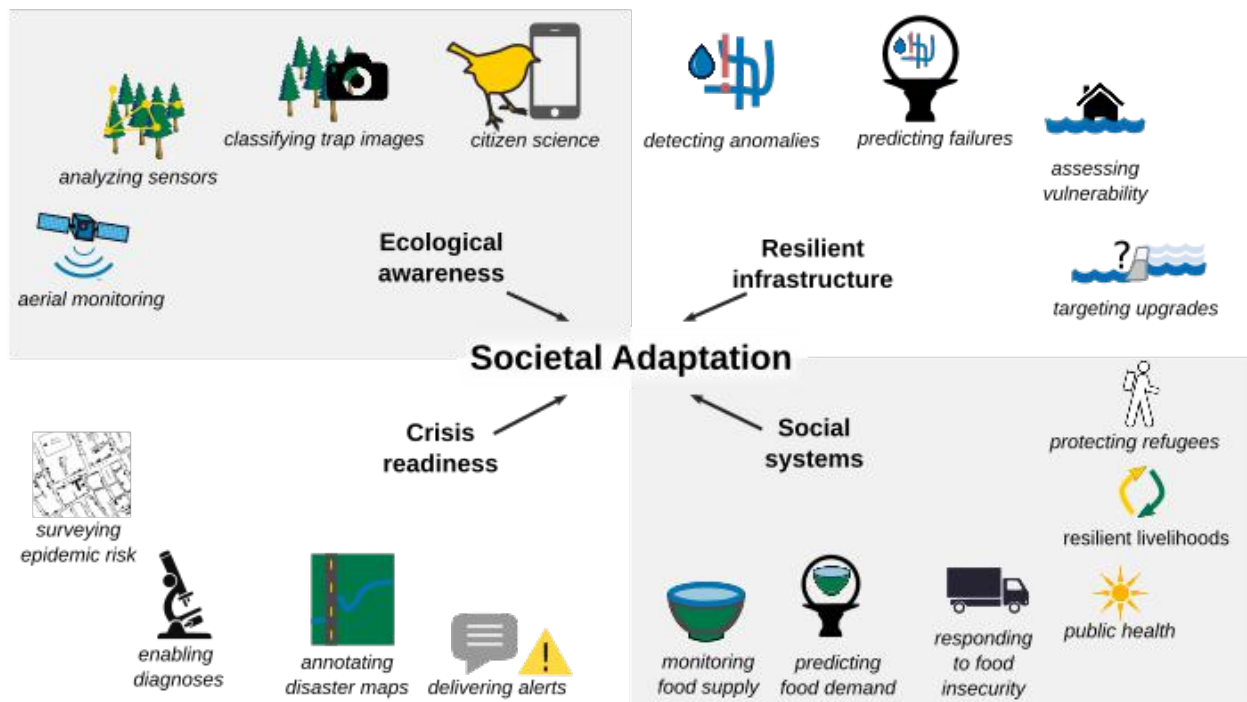 classifying trap images
citizen science
analyzing sensors
aerial monitoring
Ecological
awareness
detecting anomalies
predicting failures
assessing
vulnerability
?
targeting upgrades
Resilient
infrastructure
Societal Adaptation
Crisis
readiness
surveying
epidemic risk
enabling
diagnoses
annotating
disaster maps
!
delivering alerts
Social
systems
protecting refugees
resilient livelihoods
public health
monitoring
food supply
predicting
food demand
responding
to food
insecurity